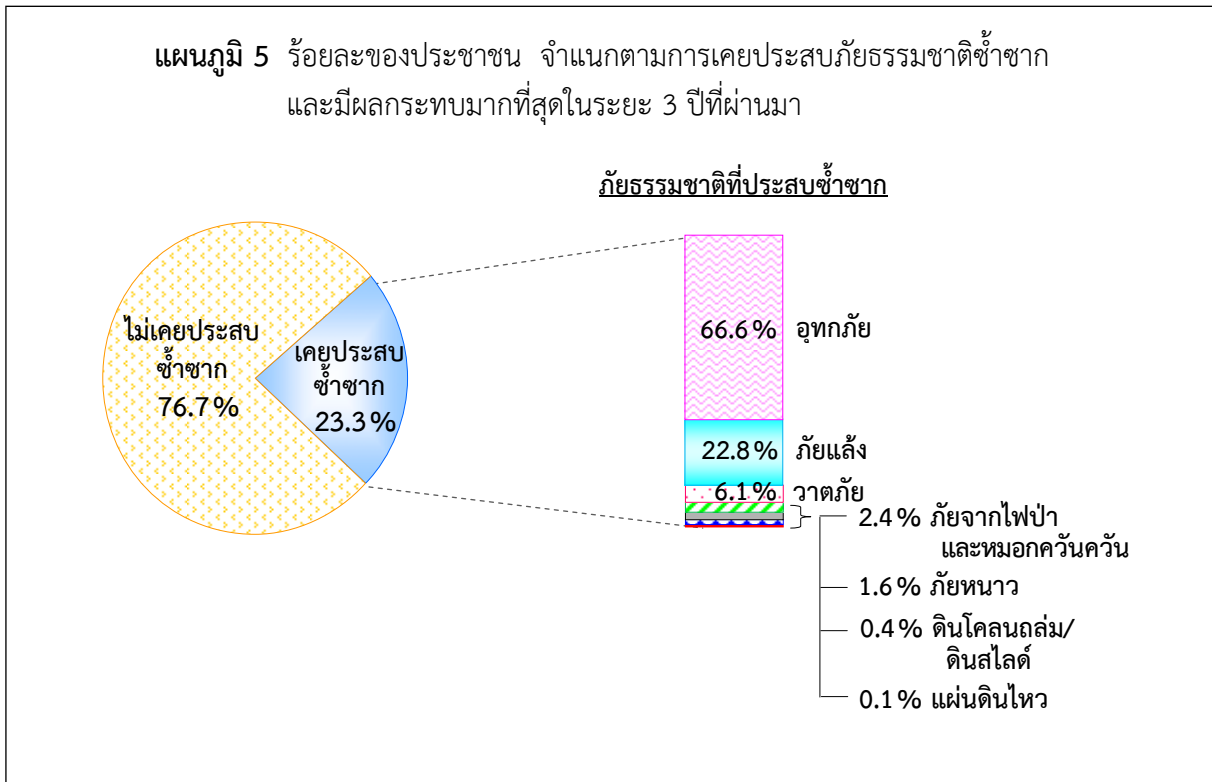 แผนภูมิ 5 ร้อยละของประชาชน จำแนกตามการเคยประสบภัยธรรมชาติซ้ำซาก
และมีผลกระทบมากที่สุดในระยะ 3 ปีที่ผ่านมา
ภัยธรรมชาติที่ประสบซ้ำซาก
ไม่เคยประสบ
ซ้ำซาก
76.7%
เคยประสบ
ซ้ำซาก
23.3%
66.6% อุทกภัย
22.8% ภัยแล้ง
6.1% วาตภัย
2.4% ภัยจากไฟป่า
และหมอกควันควัน
1.6% ภัยหนาว
0.4% ดินโคลนถล่ม/
ดินสไลด์
0.1% แผ่นดินไหว